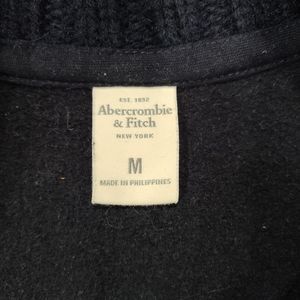 EST. 1892
Abercrombie
& Fitch
NEW YORK
M
MADE IN PHILIPPINES